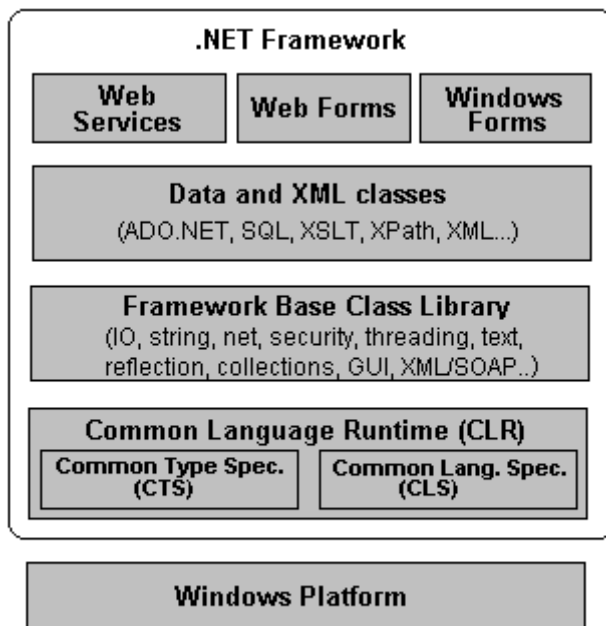 .NET Framework
Web
Services
Web Forms
Windows
Forms
Data and XML classes
(ADO.NET, SQL, XSLT, XPath, XML...)
Framework Base Class Library
(IO, string, net, security, threading, text,
reflection, collections, GUI, XML/SOAP..)
Common Language Runtime (CLR)
Common Type Spec.
(CTS)
Common Lang. Spec.
(CLS)
Windows Platform